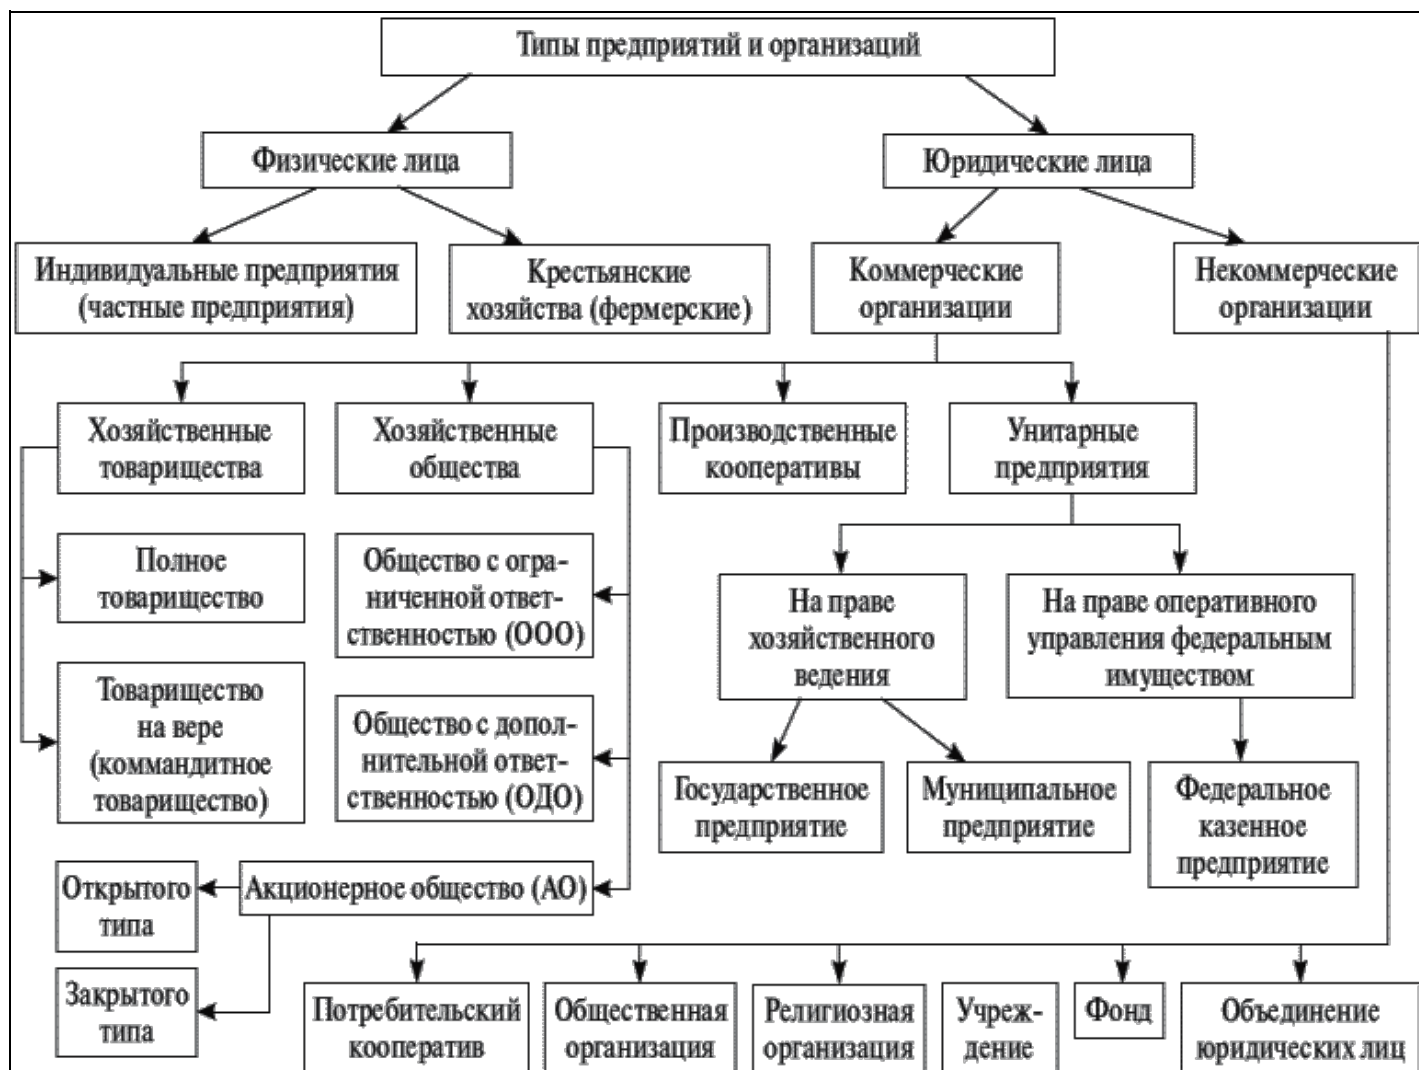 Типы предприятий и организаций
Физические лица
Юридические лица
Индивидуальные предприятия
(частные предприятия)
Крестьянские
хозяйства (фермерские)
Коммерческие
организации
Некоммерческие
организации
Хозяйственные
товарищества
Хозяйственные
общества
Производственные
кооперативы
Унитарные
предприятия
Полное
товарищество
Общество с огра-
ниченной ответ-
ственностью (ООО)
На праве
хозяйственного
ведения
На праве оперативного
управления федеральным
имуществом
Товарищество
на вере
(коммандитное
товарищество)
Общество с допол-
нительной ответ-
ственностью (ОДО)
Государственное
предприятие
Муниципальное
предприятие
Федеральное
казенное
предприятие
Открытого
типа
Акционерное общество (АО)
Закрытого
типа
Потребительский
кооператив
Общественная
организация
Религиозная
организация
Учреж-
дение
Фонд
Объединение
юридических лиц